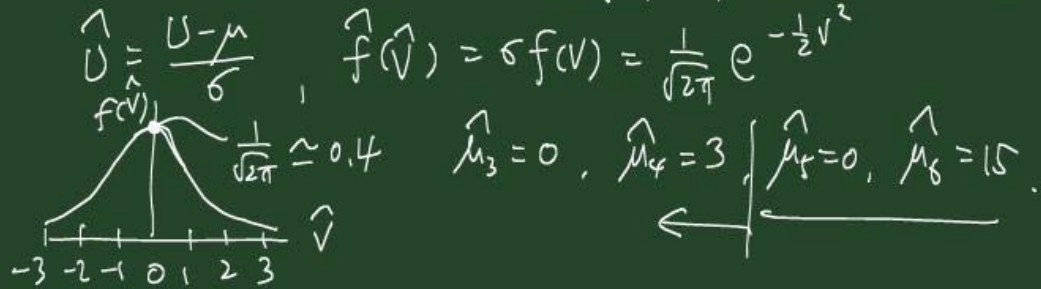 Û = (U-μ)/σ , f̂(V̂) = σf(V) = 1/√2π e^(-½V²)
f(V̂)
1/√2π ≃ 0.4 μ̂₃ = 0 , μ̂₄ = 3 , μ̂₅ = 0 , μ̂₆ = 15 .
V̂
-3 -2 -1 0 1 2 3